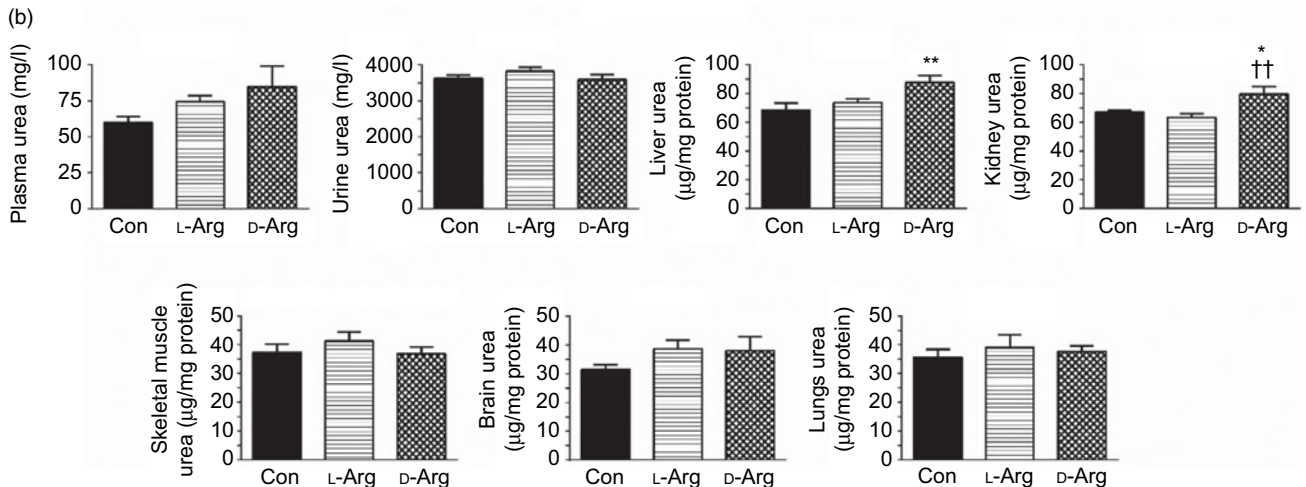 (b)
Plasma urea (mg/l)
100
75
50
25
0
Con L-Arg D-Arg
Urine urea (mg/l)
4000
3000
2000
1000
0
Con L-Arg D-Arg
Liver urea
(μg/mg protein)
100
80
60
40
20
0
**
Con L-Arg D-Arg
Kidney urea
(μg/mg protein)
100
80
60
40
20
0
*
††
Con L-Arg D-Arg
Skeletal muscle
urea (μg/mg protein)
50
40
30
20
10
0
Con L-Arg D-Arg
Brain urea
(μg/mg protein)
50
40
30
20
10
0
Con L-Arg D-Arg
Lungs urea
(μg/mg protein)
50
40
30
20
10
0
Con L-Arg D-Arg